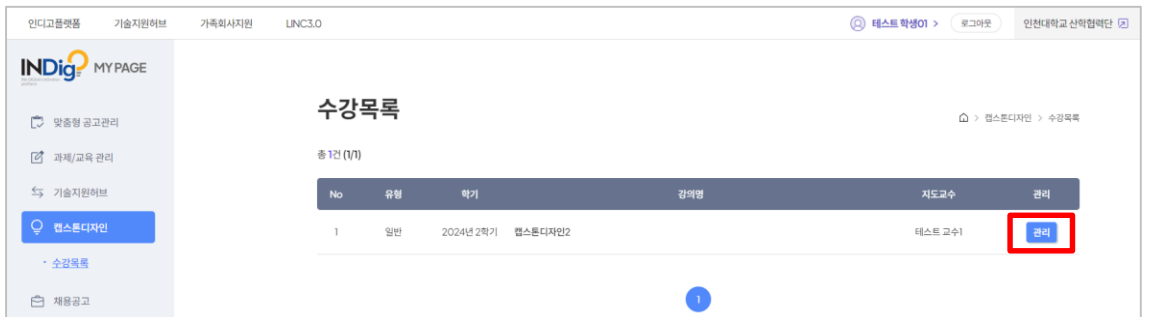 인디고플랫폼 기술지원허브 가족회사지원 LINC3.0 테스트 학생01 > 로그아웃 인천대학교 산학협력단
INDig MY PAGE
수강목록
캡스톤디자인 > 수강목록
맞춤형 공고관리
과제/교육 관리
기술지원허브
캡스톤디자인
· 수강목록
채용공고
총 1건 (1/1)
No 유형 학기 강의명 지도교수 관리
1 일반 2024년 2학기 캡스톤디자인2 테스트 교수1 관리
1